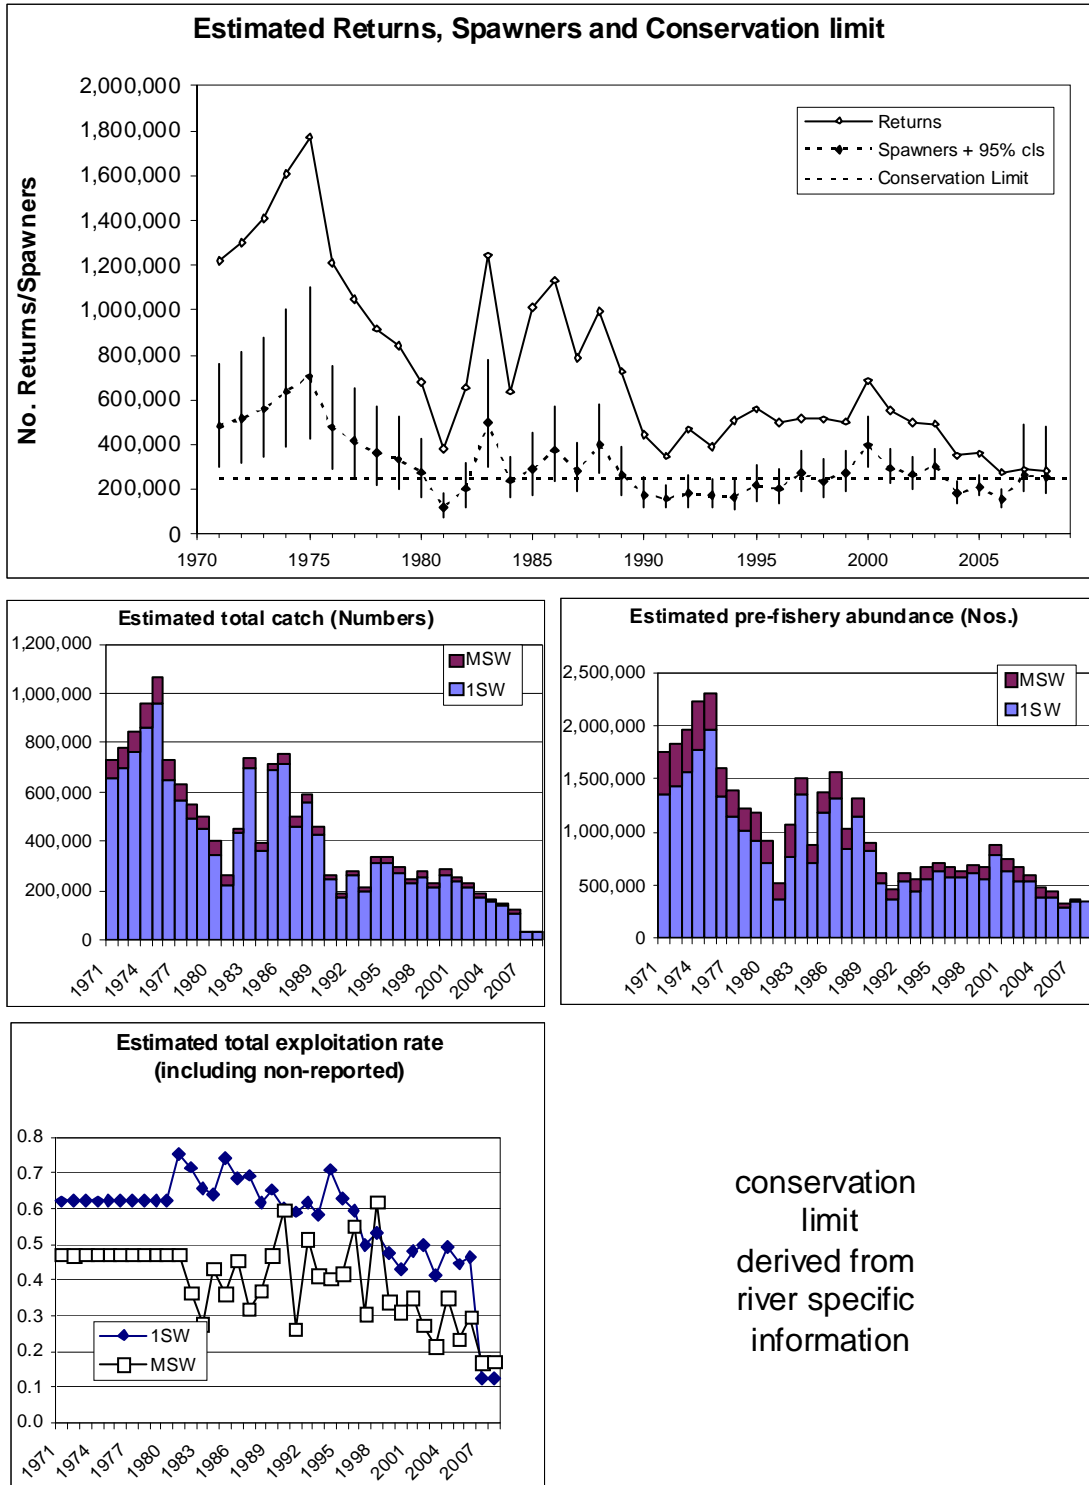 Estimated Returns, Spawners and Conservation limit
No. Returns/Spawners
2,000,000
1,800,000
1,600,000
1,400,000
1,200,000
1,000,000
800,000
600,000
400,000
200,000
0
Returns
Spawners + 95% cls
Conservation Limit
1970 1975 1980 1985 1990 1995 2000 2005
Estimated total catch (Numbers)
1,200,000
1,000,000
800,000
600,000
400,000
200,000
0
MSW
1SW
1971 1974 1977 1980 1983 1986 1989 1992 1995 1998 2001 2004 2007
Estimated pre-fishery abundance (Nos.)
2,500,000
2,000,000
1,500,000
1,000,000
500,000
0
MSW
1SW
1971 1974 1977 1980 1983 1986 1989 1992 1995 1998 2001 2004 2007
Estimated total exploitation rate
(including non-reported)
0.8
0.7
0.6
0.5
0.4
0.3
0.2
0.1
0.0
1SW
MSW
1971 1974 1977 1980 1983 1986 1989 1992 1995 1998 2001 2004 2007
conservation
limit
derived from
river specific
information